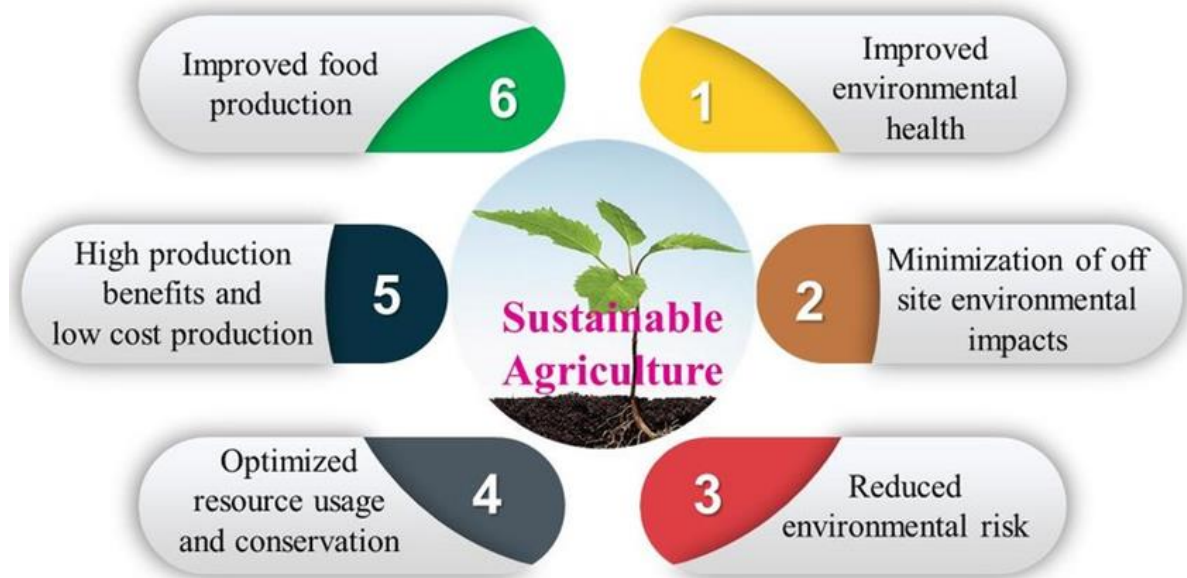 Sustainable
Agriculture
1
Improved
environmental
health
2
Minimization of off
site environmental
impacts
3
Reduced
environmental risk
4
Optimized
resource usage
and conservation
5
High production
benefits and
low cost production
6
Improved food
production